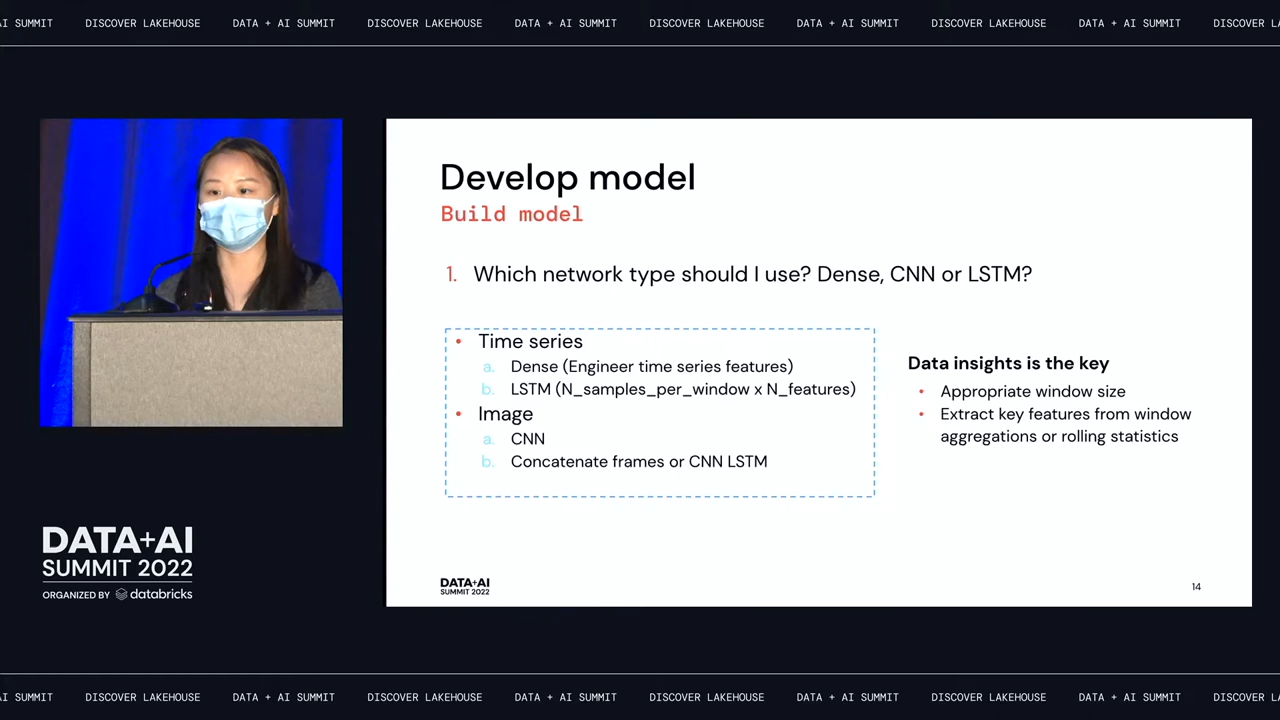 AI SUMMIT DISCOVER LAKEHOUSE DATA + AI SUMMIT DISCOVER LAKEHOUSE DATA + AI SUMMIT DISCOVER LAKEHOUSE DATA + AI SUMMIT DISCOVER LAKEHOUSE DATA + AI SUMMIT DISCOVER L
Develop model
Build model
1. Which network type should I use? Dense, CNN or LSTM?
• Time series
a. Dense (Engineer time series features)
b. LSTM (N_samples_per_window x N_features)
• Image
a. CNN
b. Concatenate frames or CNN LSTM
Data insights is the key
• Appropriate window size
• Extract key features from window
aggregations or rolling statistics
DATA+AI
SUMMIT 2022
14
DATA+AI
SUMMIT 2022
ORGANIZED BY databricks
AI SUMMIT DISCOVER LAKEHOUSE DATA + AI SUMMIT DISCOVER LAKEHOUSE DATA + AI SUMMIT DISCOVER LAKEHOUSE DATA + AI SUMMIT DISCOVER LAKEHOUSE DATA + AI SUMMIT DISCOVER L